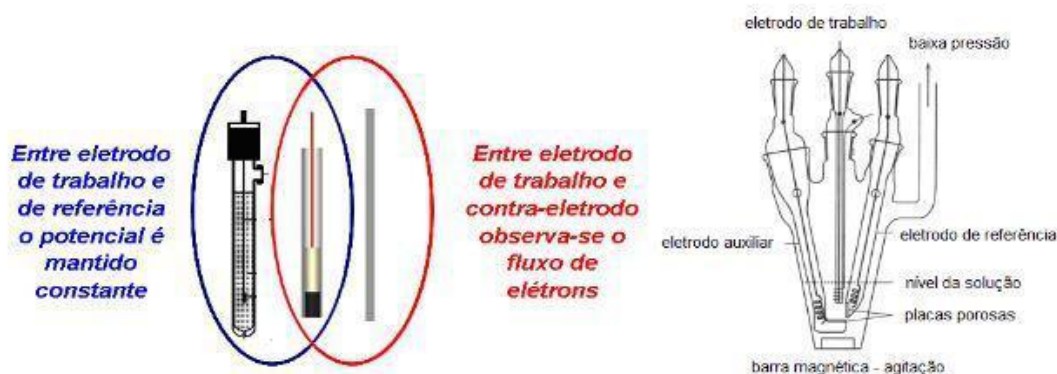 Entre eletrodo
de trabalho e
de referência
o potencial é
mantido
constante
Entre eletrodo
de trabalho e
contra-eletrodo
observa-se o
fluxo de
elétrons
eletrodo de trabalho
baixa pressão
eletrodo auxiliar
eletrodo de referência
nível da solução
placas porosas
barra magnética - agitação